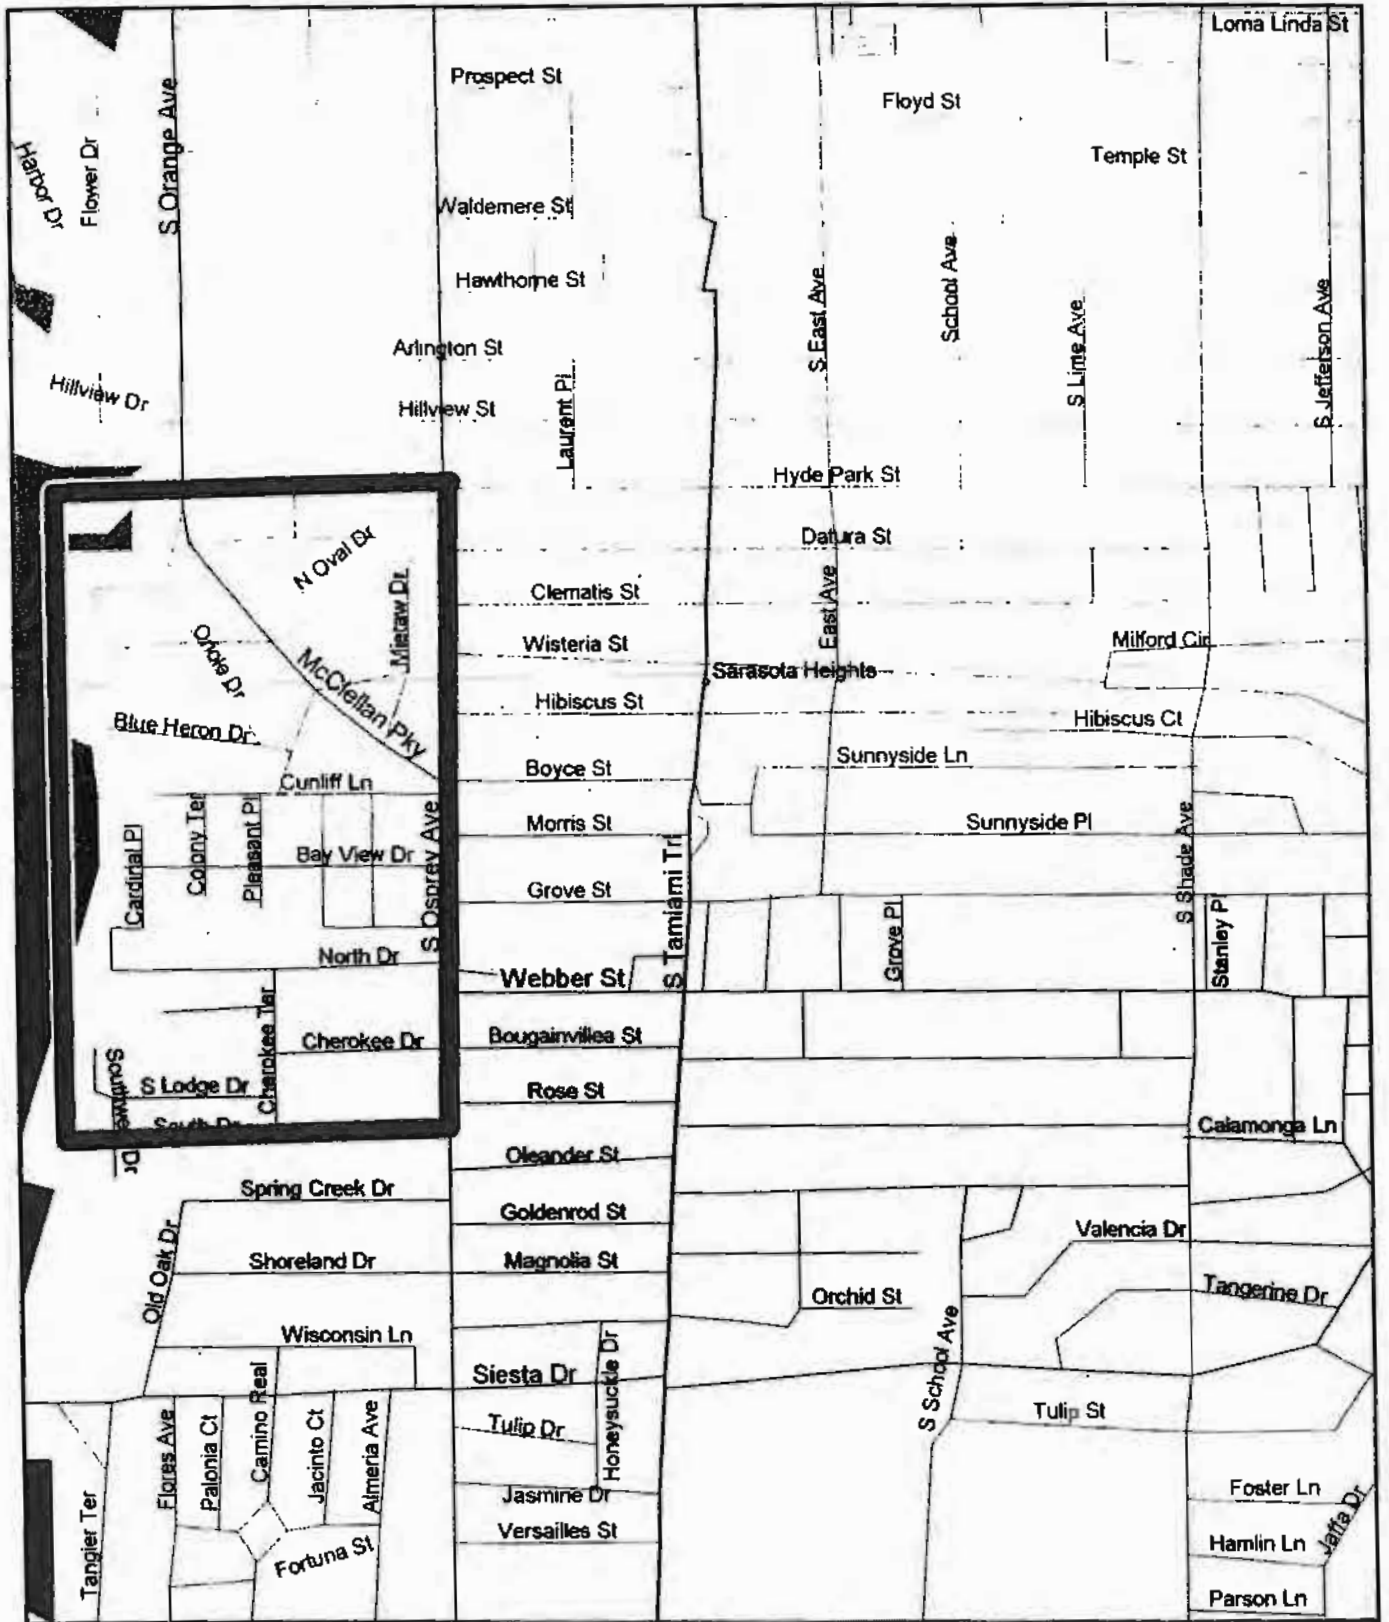 Loma Linda St
Prospect St
Floyd St
S Orange Ave
Harbor Dr
Flower Dr
Temple St
Waldemere St
Hawthorne St
S East Ave
School Ave
S Lime Ave
S Jefferson Ave
Arlington St
Hillview Dr
Hillview St
Laurent Pl
Hyde Park St
N Oval Dr
Datura St
Clematis St
East Ave
Mietaw Dr
Wisteria St
Milford Cir
Oriole Dr
McClellan Pky
Sarasota Heights
Hibiscus St
Hibiscus Ct
Blue Heron Dr
Sunnyside Ln
Boyce St
Cunliff Ln
Cardinal Pl
Colony Ter
Pleasant Pl
Morris St
Sunnyside Pl
Bay View Dr
S Osprey Ave
S Tamiami Trl
S Shade Ave
Grove St
Grove Pl
Stanley Pl
North Dr
Webber St
Cherokee Ter
Cherokee Dr
Bougainvillea St
S Lodge Dr
Rose St
South Dr
Calamonga Ln
Oleander St
Spring Creek Dr
Goldenrod St
Valencia Dr
Old Oak Dr
Shoreland Dr
Magnolia St
Orchid St
Tangerine Dr
Wisconsin Ln
Honeysuckle Dr
S School Ave
Siesta Dr
Flores Ave
Palonia Ct
Camino Real
Jacinto Ct
Almeria Ave
Tulip Dr
Tulip St
Tangier Ter
Jasmine Dr
Foster Ln
Versailles St
Jaffa Dr
Fortuna St
Hamlin Ln
Parson Ln